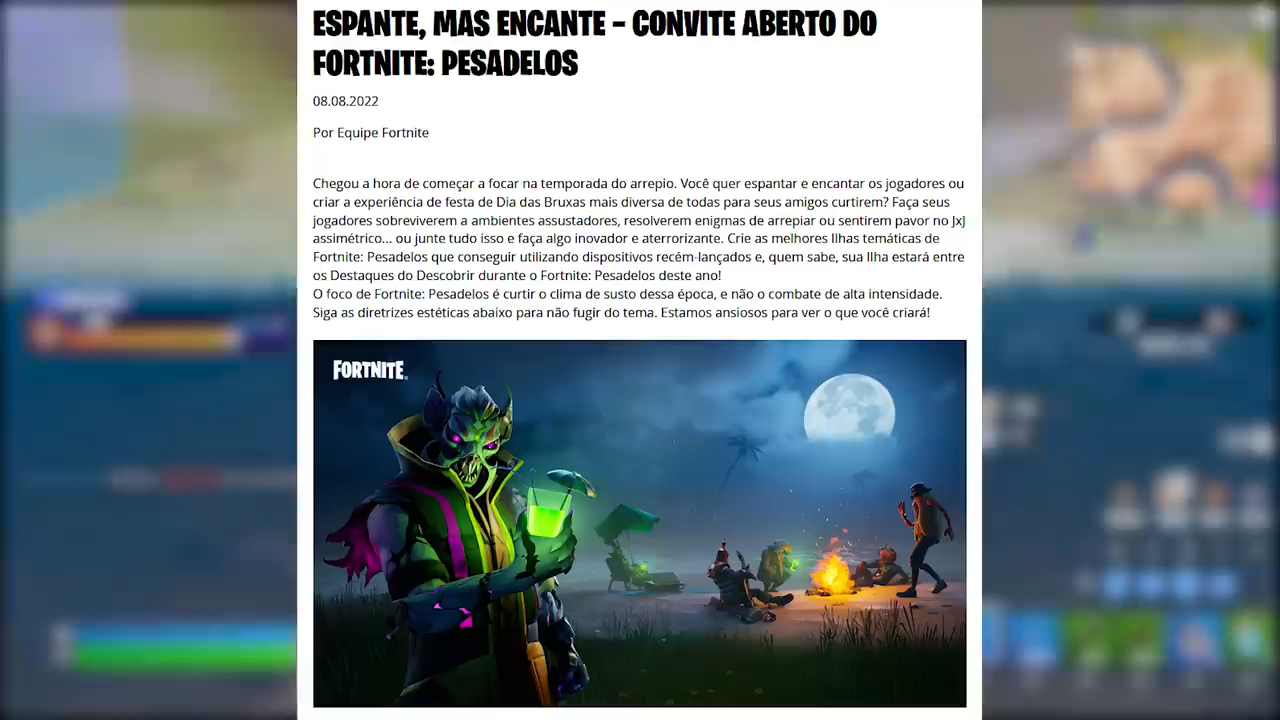 ESPANTE, MAS ENCANTE – CONVITE ABERTO DO
FORTNITE: PESADELOS
08.08.2022
Por Equipe Fortnite
Chegou a hora de começar a focar na temporada do arrepio. Você quer espantar e encantar os jogadores ou
criar a experiência de festa de Dia das Bruxas mais diversa de todas para seus amigos curtirem? Faça seus
jogadores sobreviverem a ambientes assustadores, resolverem enigmas de arrepiar ou sentirem pavor no JxJ
assimétrico... ou junte tudo isso e faça algo inovador e aterrorizante. Crie as melhores Ilhas temáticas de
Fortnite: Pesadelos que conseguir utilizando dispositivos recém-lançados e, quem sabe, sua Ilha estará entre
os Destaques do Descobrir durante o Fortnite: Pesadelos deste ano!
O foco de Fortnite: Pesadelos é curtir o clima de susto dessa época, e não o combate de alta intensidade.
Siga as diretrizes estéticas abaixo para não fugir do tema. Estamos ansiosos para ver o que você criará!
FORTNITE